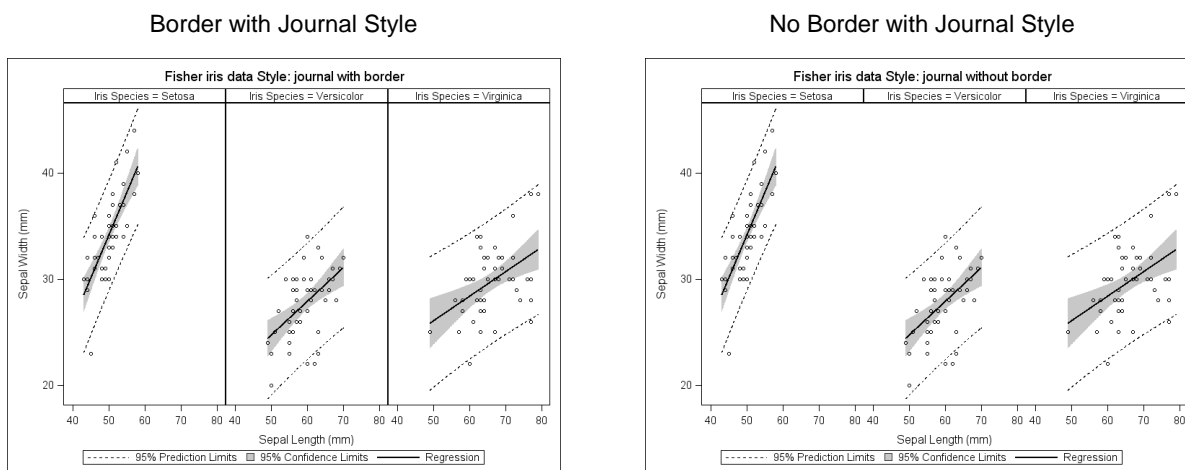 Border with Journal Style
Fisher iris data Style: journal with border
Iris Species = Setosa
Iris Species = Versicolor
Iris Species = Virginica
Sepal Width (mm)
40
30
20
40 50 60 70 80
40 50 60 70 80
40 50 60 70 80
Sepal Length (mm)
95% Prediction Limits 95% Confidence Limits Regression
No Border with Journal Style
Fisher iris data Style: journal without border
Iris Species = Setosa
Iris Species = Versicolor
Iris Species = Virginica
Sepal Width (mm)
40
30
20
40 50 60 70 80
40 50 60 70 80
40 50 60 70 80
Sepal Length (mm)
95% Prediction Limits 95% Confidence Limits Regression